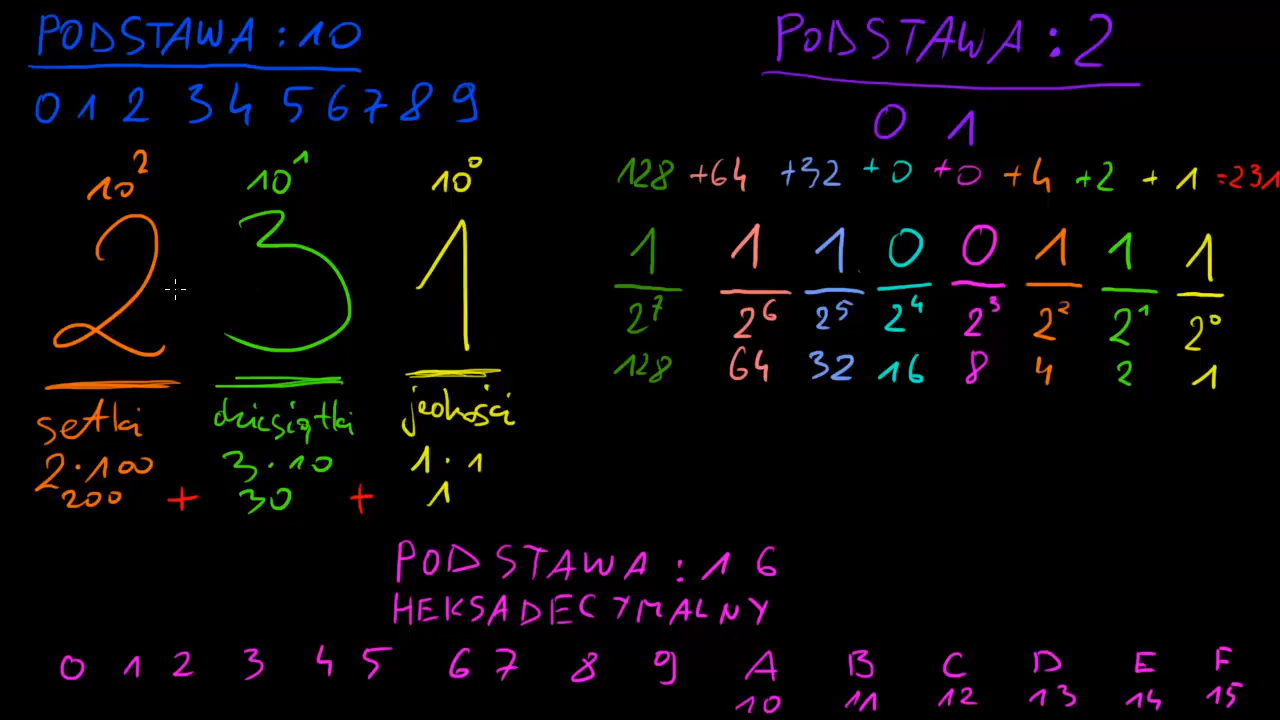 PODSTAWA : 10
0 1 2 3 4 5 6 7 8 9
10² 10¹ 10⁰
2 3 1
setki dziesiątki jedności
2·100 3·10 1·1
200 + 30 + 1
PODSTAWA : 2
0 1
128 +64 +32 +0 +0 +4 +2 + 1 =231
1 1 1 0 0 1 1 1
2⁷ 2⁶ 2⁵ 2⁴ 2³ 2² 2¹ 2⁰
128 64 32 16 8 4 2 1
PODSTAWA : 16
HEKSADECYMALNY
0 1 2 3 4 5 6 7 8 9 A B C D E F
10 11 12 13 14 15